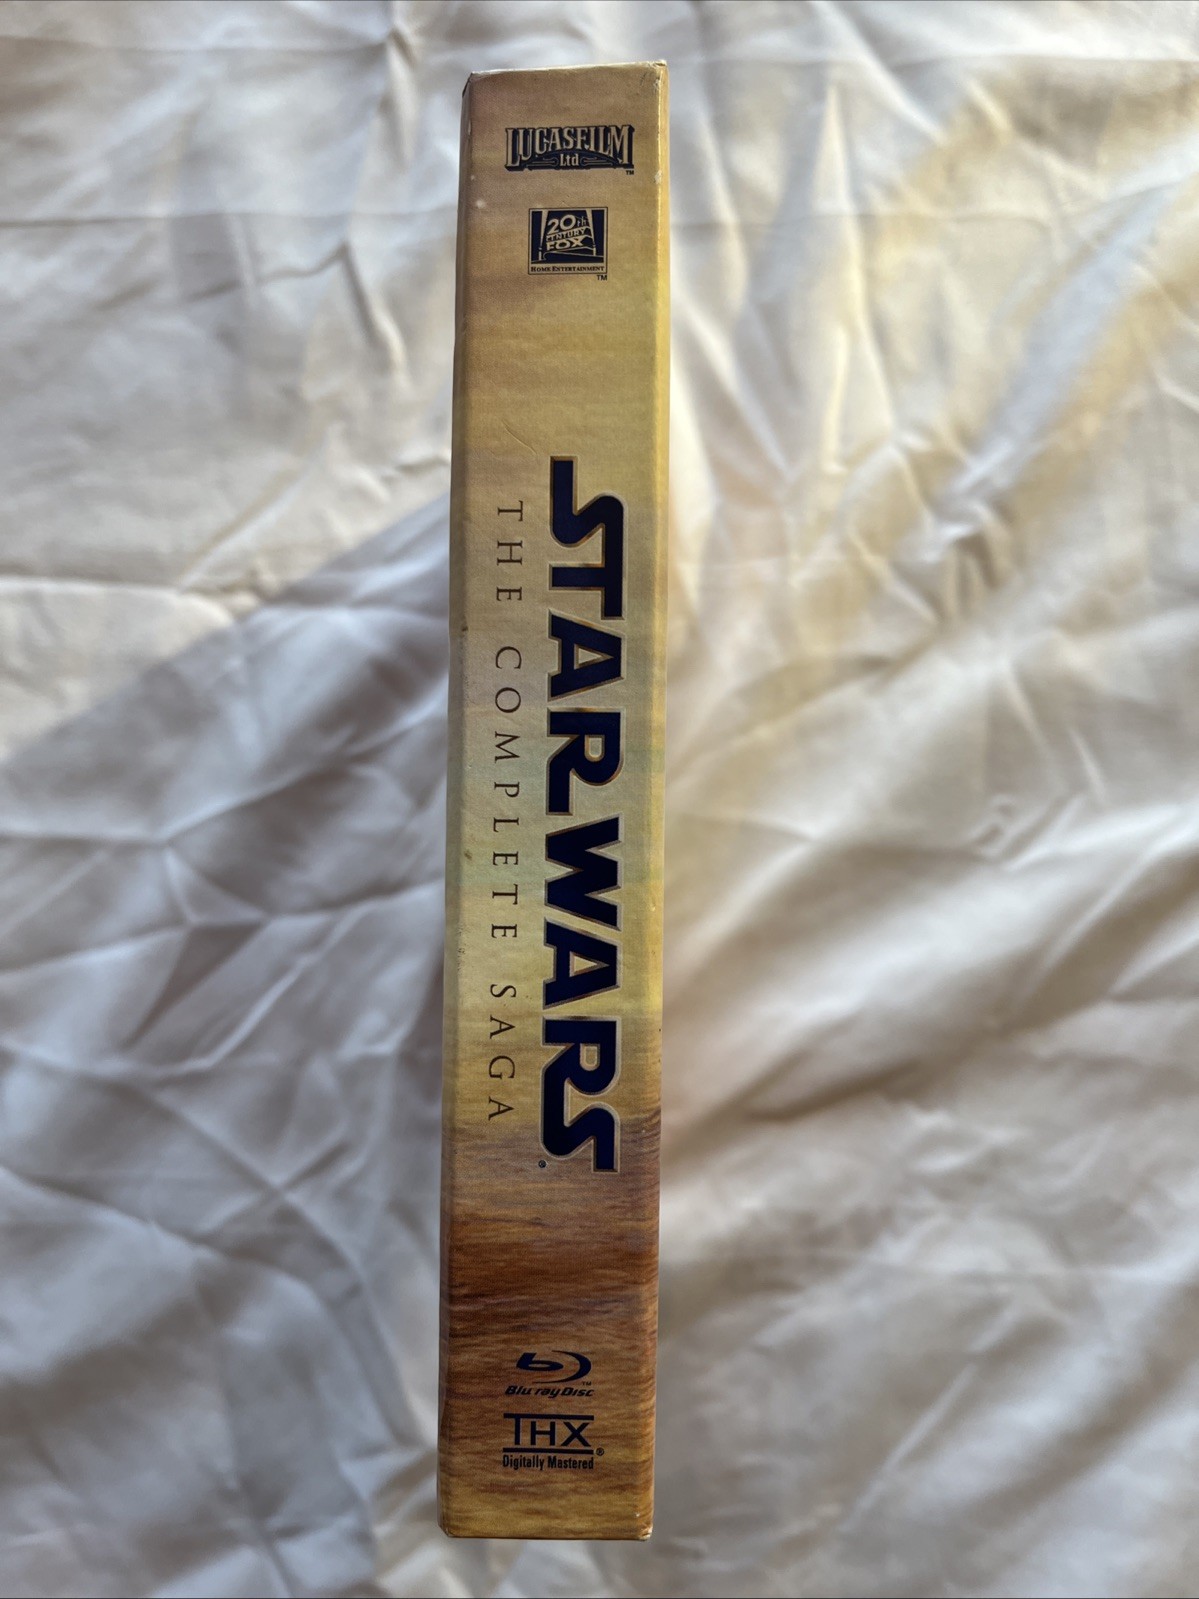 LUCASFILM
Ltd
TM
20th
CENTURY
FOX
HOME ENTERTAINMENT
TM
STAR WARS®
THE COMPLETE SAGA
Blu-ray Disc
TM
THX®
Digitally Mastered